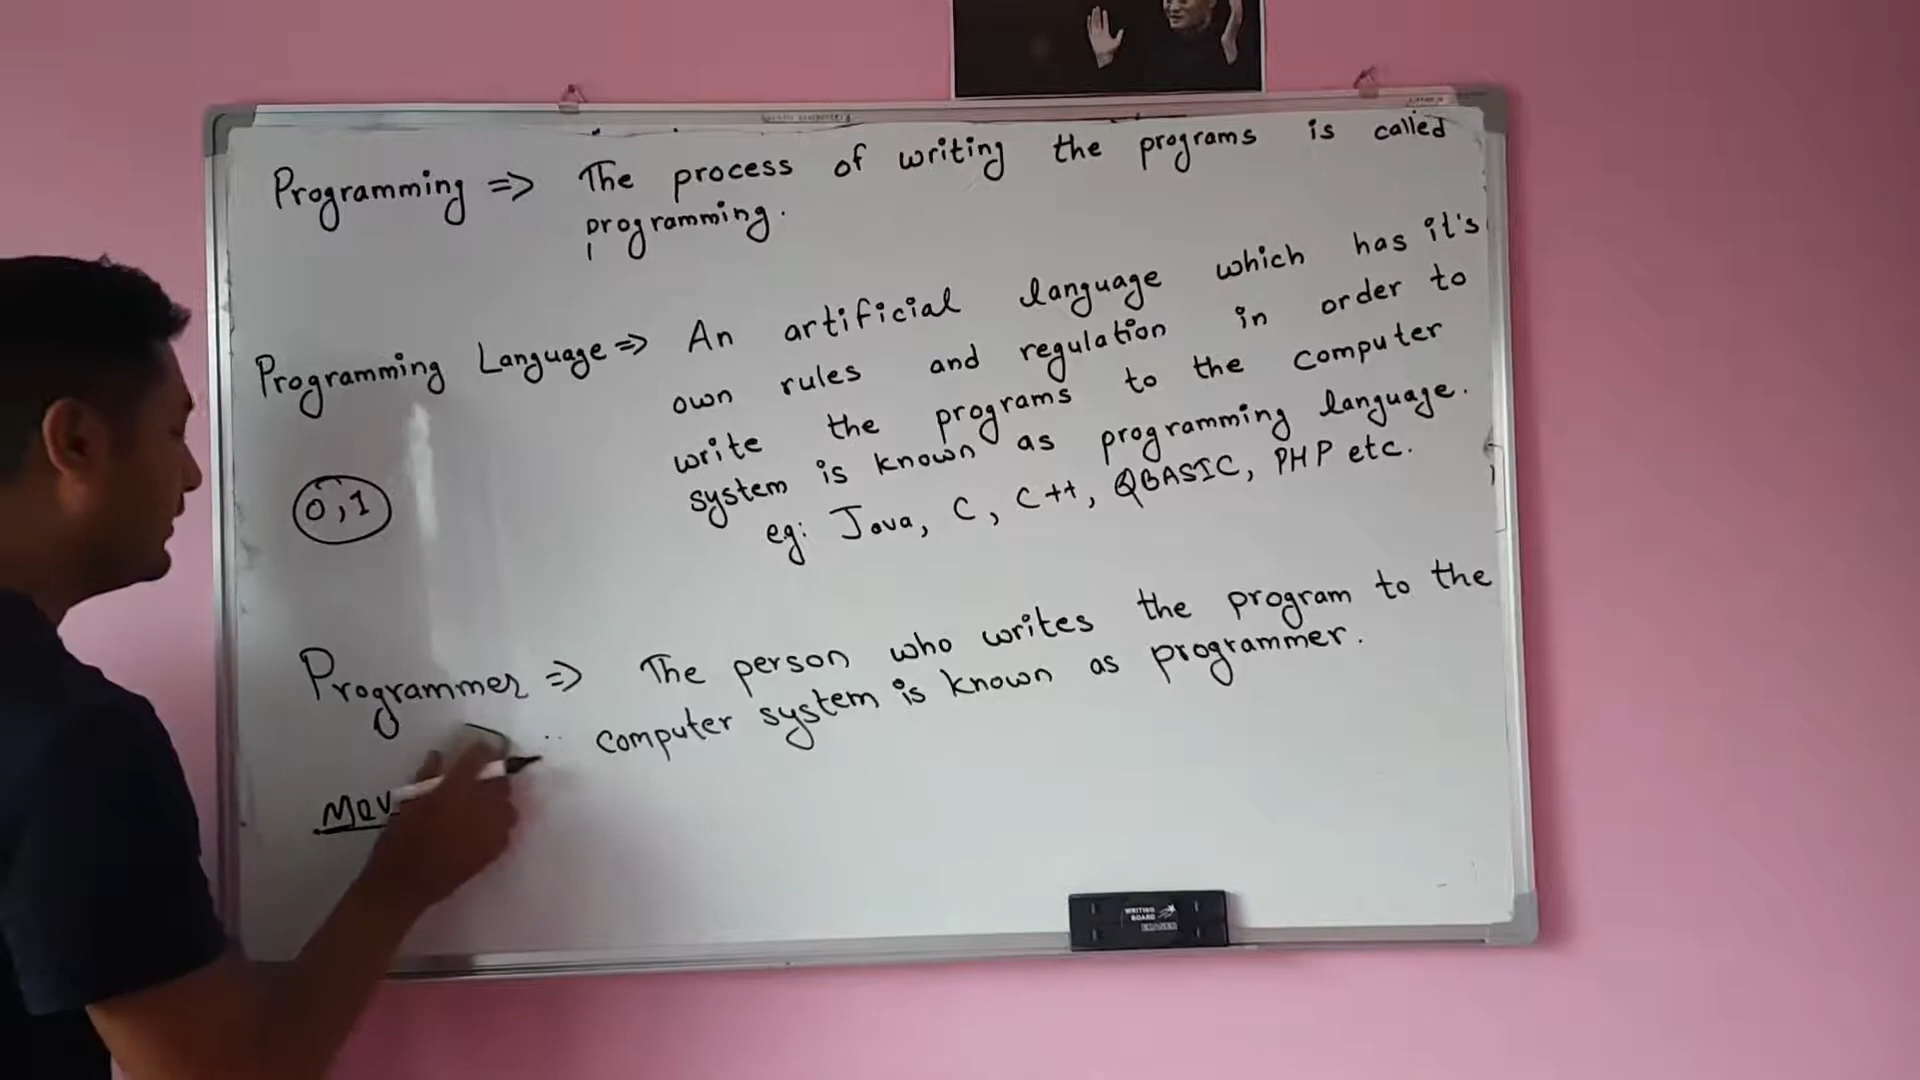 Programming => The process of writing the programs is called
programming.
Programming Language => An artificial language which has it's
own rules and regulation in order to
write the programs to the computer
system is known as programming language.
eg: Java, C, C++, QBASIC, PHP etc.
0,1
Programmer => The person who writes the program to the
computer system is known as programmer.
WRITING
BOARD